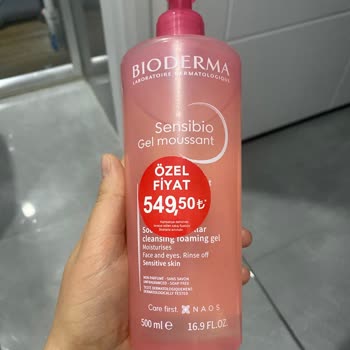 BIODERMA
LABORATOIRE DERMATOLOGIQUE
Sensibio
Gel moussant
ÖZEL
FİYAT
549,50₺
cleansing foaming gel
Moisturises
Face and eyes. Rinse off
Sensitive skin
Care first.
NAOS
500 ml ℮ 16.9 FL.OZ.